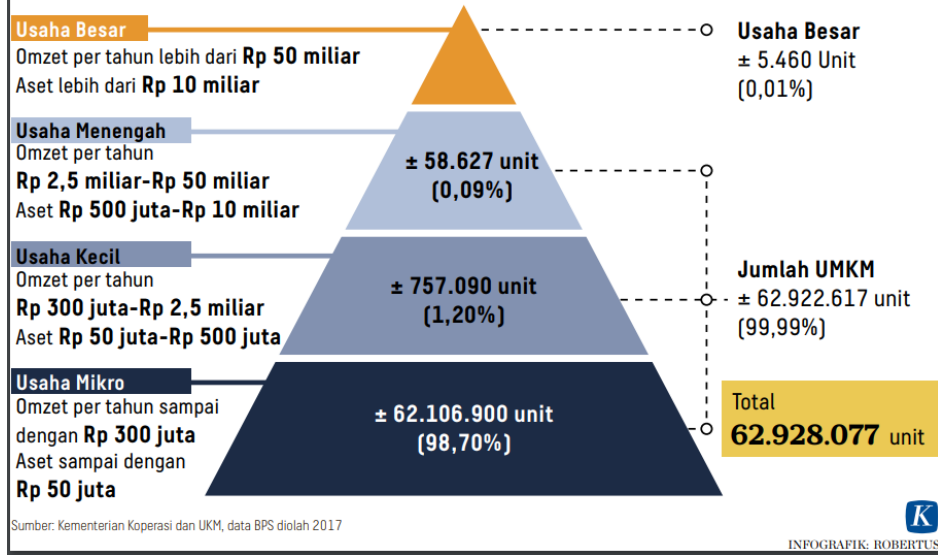 Usaha Besar
Omzet per tahun lebih dari Rp 50 miliar
Aset lebih dari Rp 10 miliar
Usaha Menengah
Omzet per tahun
Rp 2,5 miliar-Rp 50 miliar
Aset Rp 500 juta-Rp 10 miliar
Usaha Kecil
Omzet per tahun
Rp 300 juta-Rp 2,5 miliar
Aset Rp 50 juta-Rp 500 juta
Usaha Mikro
Omzet per tahun sampai
dengan Rp 300 juta
Aset sampai dengan
Rp 50 juta
± 58.627 unit
(0,09%)
± 757.090 unit
(1,20%)
± 62.106.900 unit
(98,70%)
Usaha Besar
± 5.460 Unit
(0,01%)
Jumlah UMKM
± 62.922.617 unit
(99,99%)
Total
62.928.077 unit
Sumber: Kementerian Koperasi dan UKM, data BPS diolah 2017
K
INFOGRAFIK: ROBERTUS